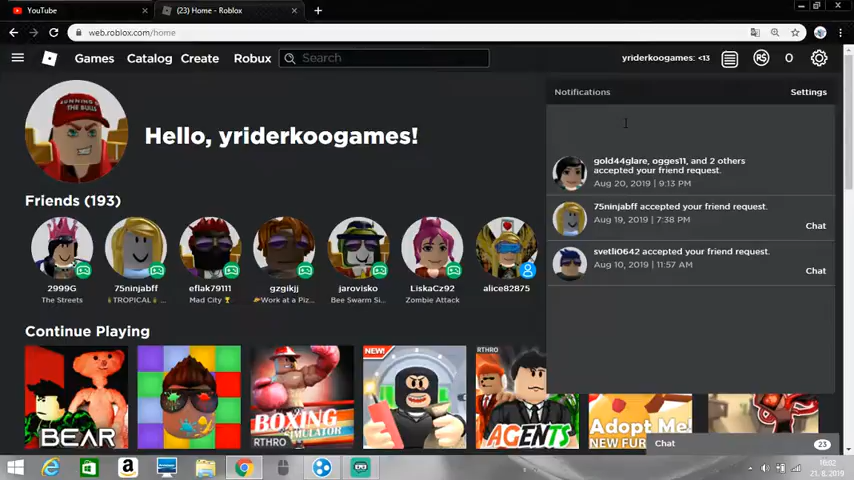 YouTube
(23) Home - Roblox
web.roblox.com/home
Games
Catalog
Create
Robux
Search
yriderkoogames: <13
0
Notifications
Settings
Hello, yriderkoogames!
gold44glare, ogges11, and 2 others
accepted your friend request.
Aug 20, 2019 | 9:13 PM
75ninjabff accepted your friend request.
Aug 19, 2019 | 7:38 PM
Chat
svetli0642 accepted your friend request.
Aug 10, 2019 | 11:57 AM
Chat
Friends (193)
2999G
75ninjabff
eflak79111
gzgikjj
jarovisko
LiskaCz92
alice82875
The Streets
TROPICAL
Mad City
Work at a Piz...
Bee Swarm Si...
Zombie Attack
Continue Playing
BEAR
BOXING
SIMULATOR
RTHRO
NEW!
RTHRO
AGENTS
Adopt Me!
NEW FUR
Chat
23
16:02
21. 8. 2019